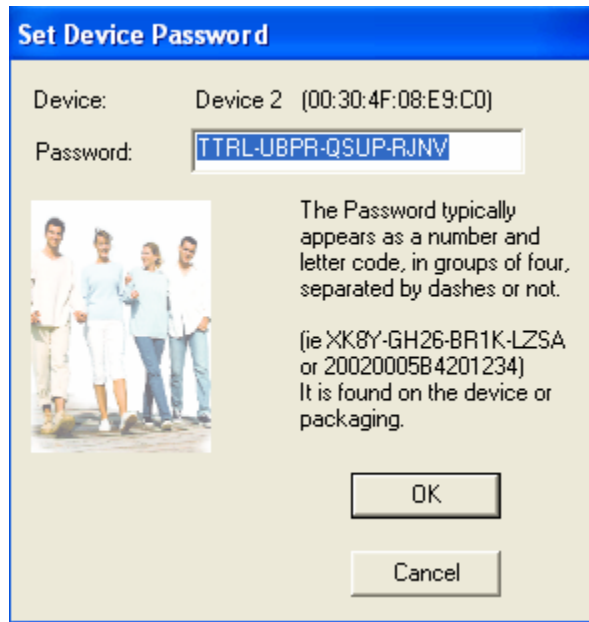 Set Device Password
Device: Device 2 (00:30:4F:08:E9:C0)
Password: TTRL-UBPR-QSUP-RJNV
The Password typically
appears as a number and
letter code, in groups of four,
separated by dashes or not.
(ie XK8Y-GH26-BR1K-LZSA
or 20020005B4201234)
It is found on the device or
packaging.
OK
Cancel